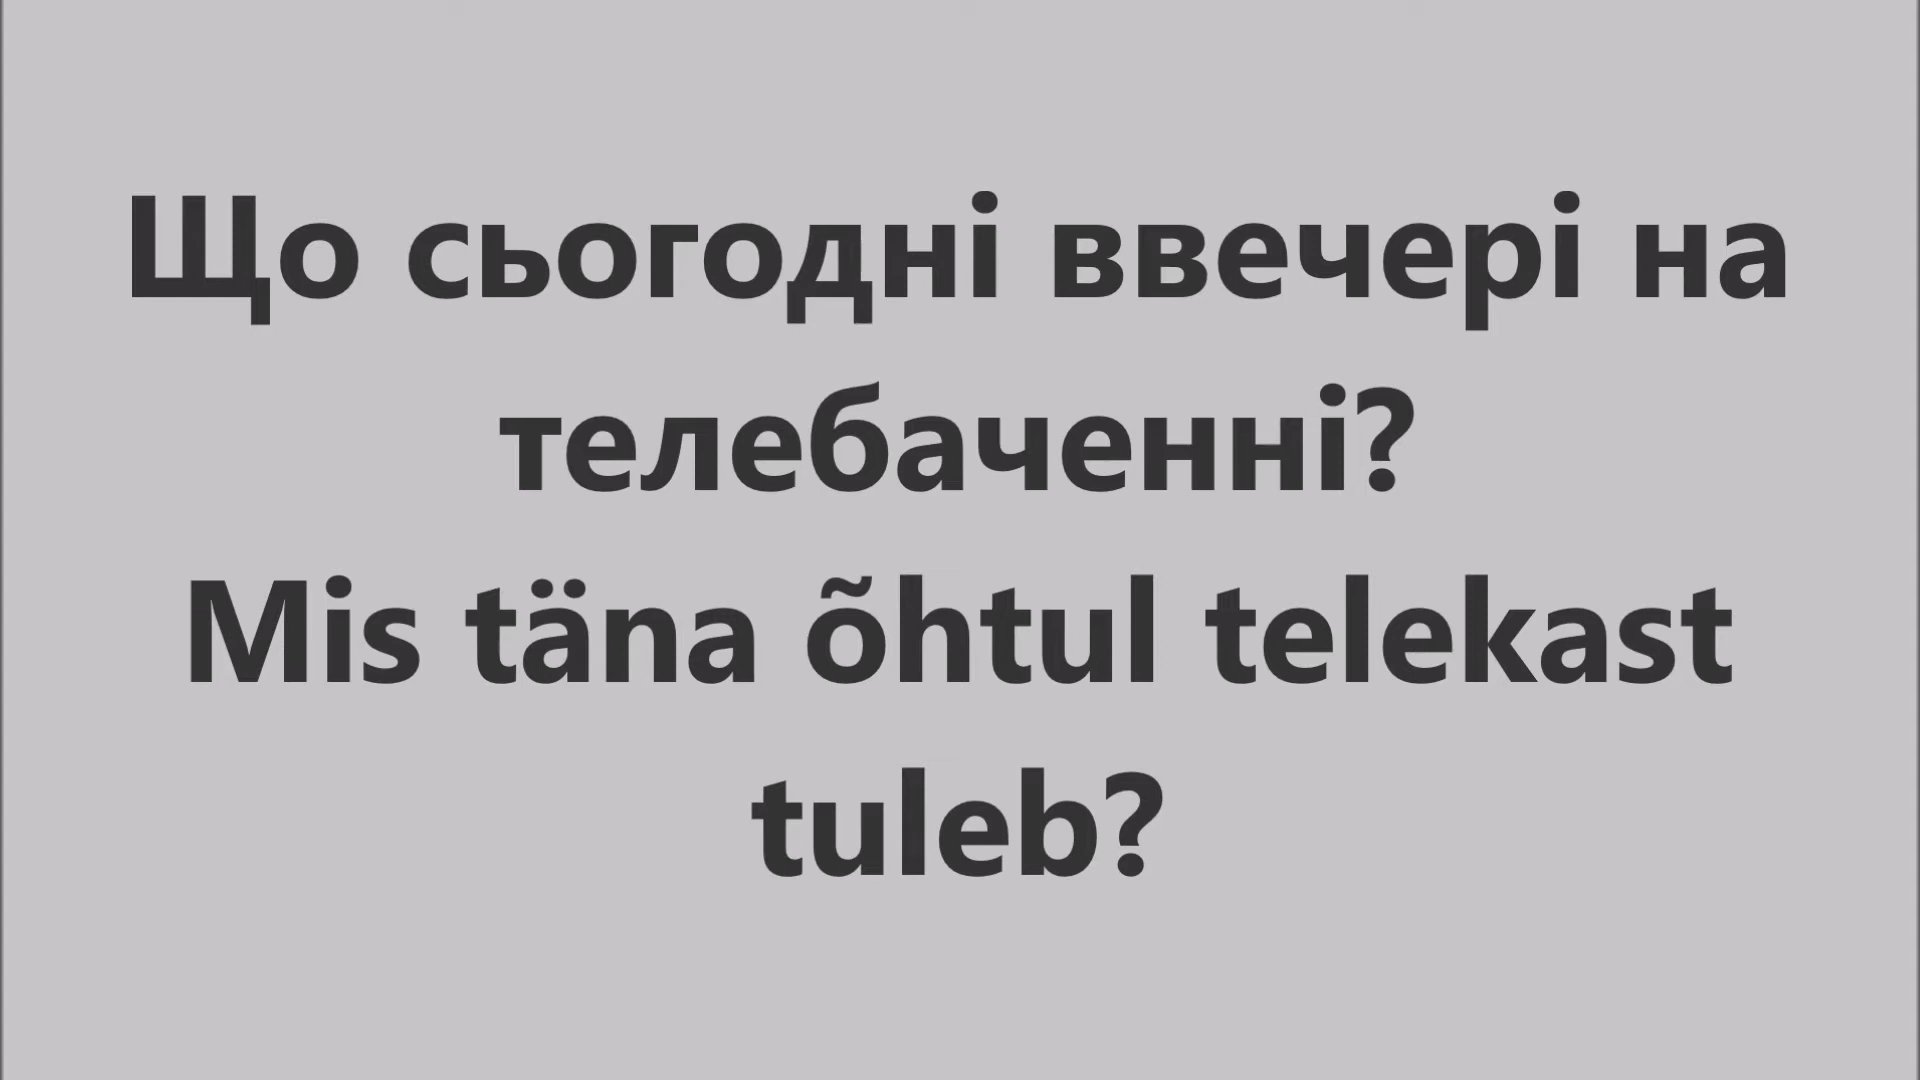 Що сьогодні ввечері на
телебаченні?
Mis täna õhtul telekast
tuleb?